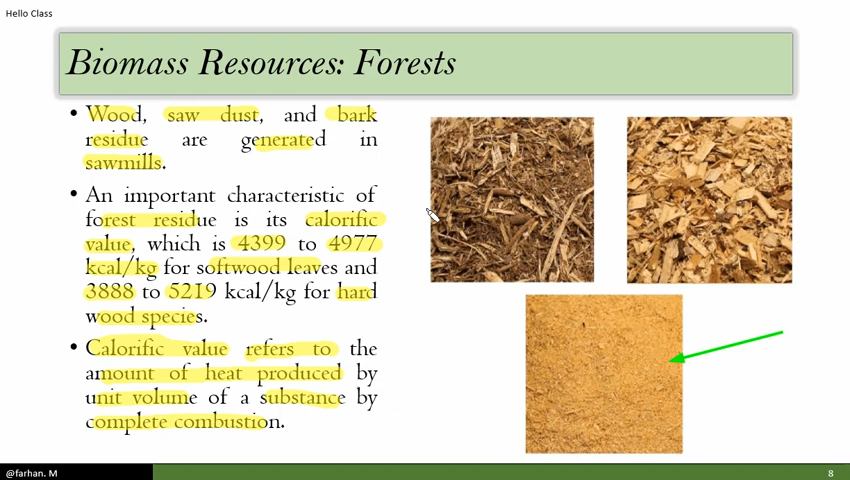 Hello Class
Biomass Resources: Forests
• Wood, saw dust, and bark
residue are generated in
sawmills.
• An important characteristic of
forest residue is its calorific
value, which is 4399 to 4977
kcal/kg for softwood leaves and
3888 to 5219 kcal/kg for hard
wood species.
• Calorific value refers to the
amount of heat produced by
unit volume of a substance by
complete combustion.
@farhan. M
8